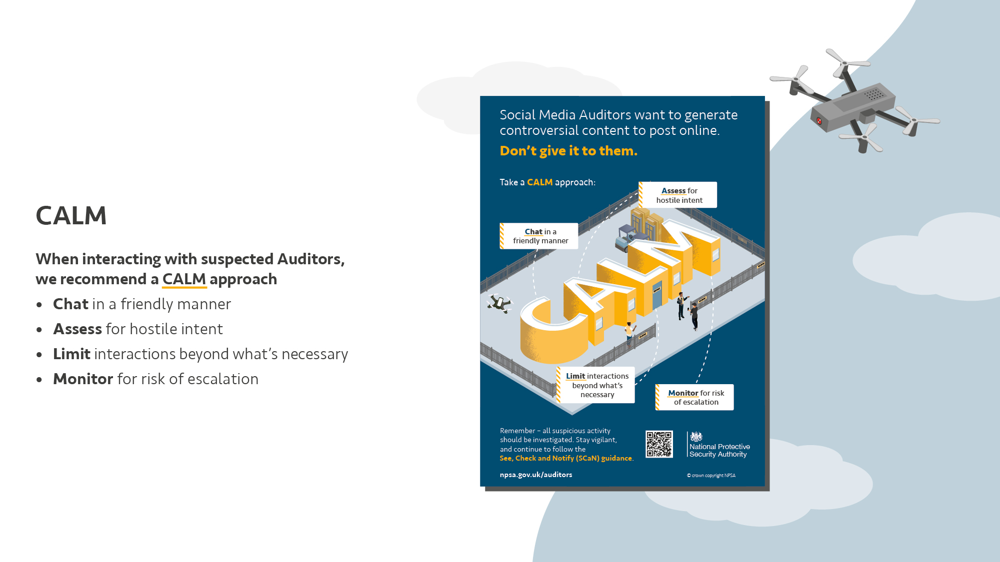 CALM
When interacting with suspected Auditors,
we recommend a CALM approach
• Chat in a friendly manner
• Assess for hostile intent
• Limit interactions beyond what's necessary
• Monitor for risk of escalation
Social Media Auditors want to generate
controversial content to post online.
Don't give it to them.
Take a CALM approach:
Assess for
hostile intent
Chat in a
friendly manner
CALM
Limit interactions
beyond what's
necessary
Monitor for risk
of escalation
Remember – all suspicious activity
should be investigated. Stay vigilant,
and continue to follow the
See, Check and Notify (SCaN) guidance.
npsa.gov.uk/auditors
National Protective
Security Authority
© crown copyright NPSA